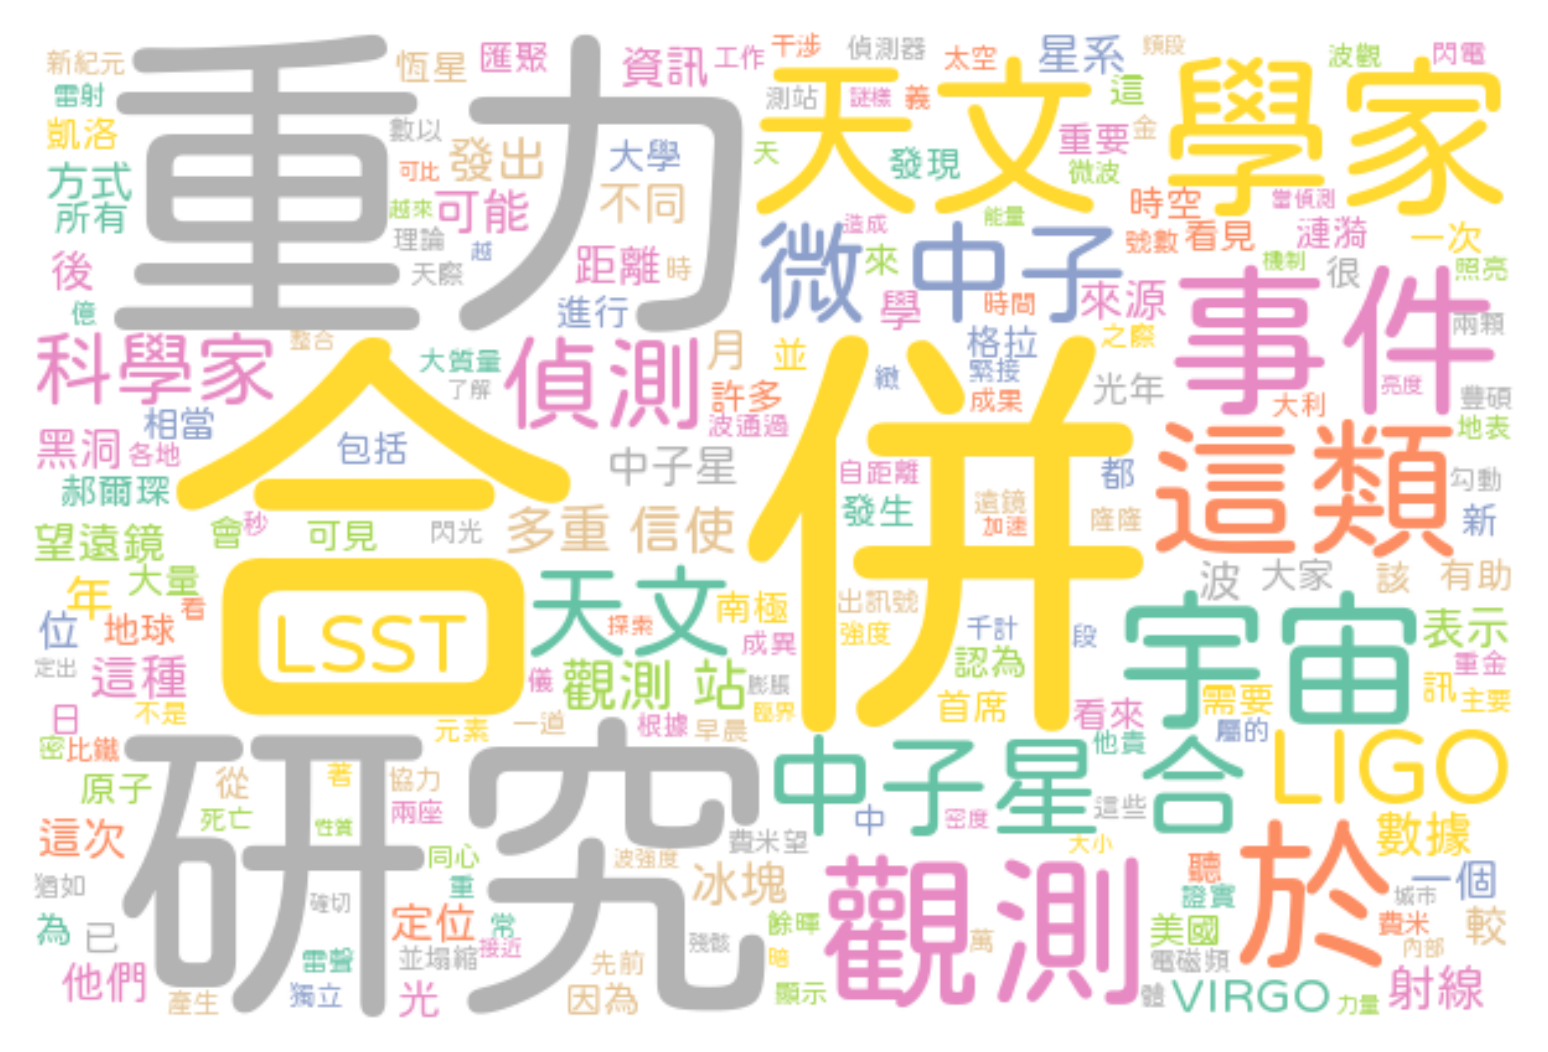 重力
合併
研究
天文學家
微中子
事件
這類
宇宙
科學家
偵測
天文
觀測
中子星合
LIGO
於
LSST
VIRGO
新紀元
雷射
凱洛
方式
所有
後
億
恆星
匯聚
數以
發出
可比
可能
越來
理論
越
天際
資訊
工作
干涉
偵測器
太空
星系
頻段
波觀
閃電
測站
謎樣
義
這
大學
天
發現
重要
金
微波
不同
時空
當偵測
造成
能量
距離
時
來
號數
看見
漣漪
一次
機制
很
照亮
進行
學
時間
來源
整合
大質量
了解
月
並
格拉
之際
緻
緊接
兩顆
許多
成果
光年
大利
亮度
豐碩
相當
波通過
地表
黑洞
各地
包括
中子星
自距離
都
勾動
郝爾琛
發生
遠鏡
加速
隆隆
新
望遠鏡
會
秒
可見
閃光
多重
信使
年
大量
看
波
大家
該
有助
位
地球
探索
南極
出訊號
強度
千計
段
表示
成異
認為
重金
定出
這種
儀
觀測
站
膨脹
訊
主要
日
不是
元素
一道
根據
早晨
臨界
首席
看來
需要
屬的
密
比鐵
他貴
原子
從
著
協力
死亡
性質
兩座
中
密度
這些
這次
同心
波強度
費米望
大小
數據
猶如
重
冰塊
聽
證實
一個
城市
確切
為
已
定位
常
接近
殘骸
餘暉
萬
美國
費米
內部
較
雷聲
並塌縮
先前
暗
電磁頻
他們
獨立
光
因為
顯示
體
力量
射線
產生